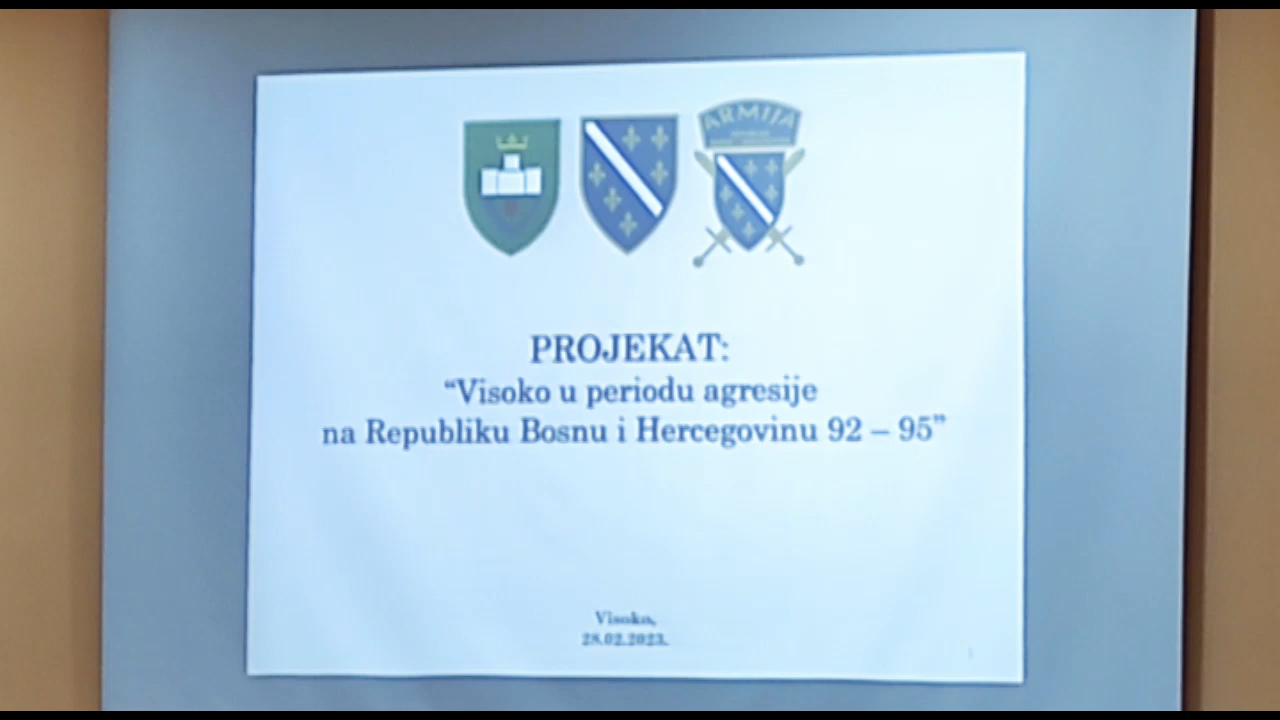 ARMIJA
PROJEKAT:
“Visoko u periodu agresije
na Republiku Bosnu i Hercegovinu 92 – 95”
Visoko,
28.02.2023.